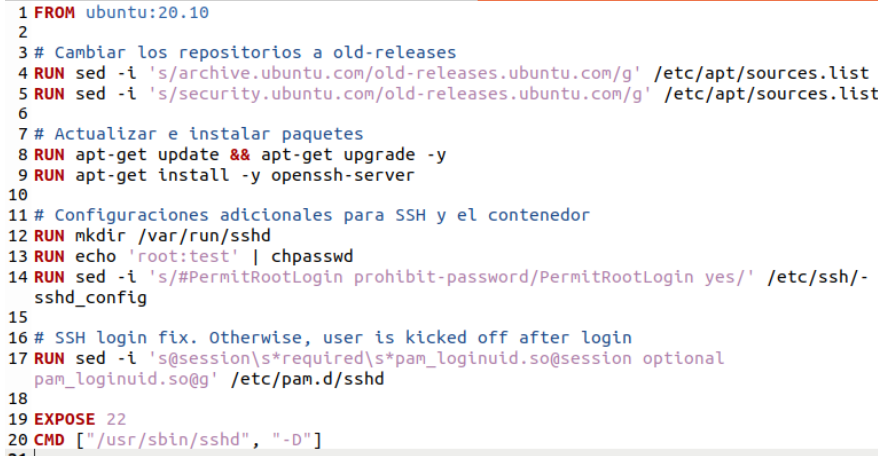 1 FROM ubuntu:20.10
2
3 # Cambiar los repositorios a old-releases
4 RUN sed -i 's/archive.ubuntu.com/old-releases.ubuntu.com/g' /etc/apt/sources.list
5 RUN sed -i 's/security.ubuntu.com/old-releases.ubuntu.com/g' /etc/apt/sources.list
6
7 # Actualizar e instalar paquetes
8 RUN apt-get update && apt-get upgrade -y
9 RUN apt-get install -y openssh-server
10
11 # Configuraciones adicionales para SSH y el contenedor
12 RUN mkdir /var/run/sshd
13 RUN echo 'root:test' | chpasswd
14 RUN sed -i 's/#PermitRootLogin prohibit-password/PermitRootLogin yes/' /etc/ssh/-
sshd_config
15
16 # SSH login fix. Otherwise, user is kicked off after login
17 RUN sed -i 's@session\s*required\s*pam_loginuid.so@session optional
pam_loginuid.so@g' /etc/pam.d/sshd
18
19 EXPOSE 22
20 CMD ["/usr/sbin/sshd", "-D"]
21